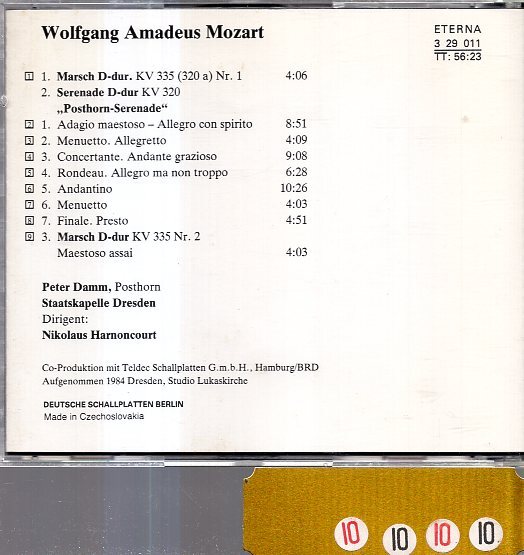 Wolfgang Amadeus Mozart
ETERNA
3 29 011
TT: 56:23
1 1. Marsch D-dur. KV 335 (320 a) Nr. 1 4:06
2. Serenade D-dur KV 320
„Posthorn-Serenade“
2 1. Adagio maestoso – Allegro con spirito 8:51
3 2. Menuetto. Allegretto 4:09
4 3. Concertante. Andante grazioso 9:08
5 4. Rondeau. Allegro ma non troppo 6:28
6 5. Andantino 10:26
7 6. Menuetto 4:03
8 7. Finale. Presto 4:51
9 3. Marsch D-dur KV 335 Nr. 2
Maestoso assai 4:03
Peter Damm, Posthorn
Staatskapelle Dresden
Dirigent:
Nikolaus Harnoncourt
Co-Produktion mit Teldec Schallplatten G.m.b.H., Hamburg/BRD
Aufgenommen 1984 Dresden, Studio Lukaskirche
DEUTSCHE SCHALLPLATTEN BERLIN
Made in Czechoslovakia
10 10 10 10